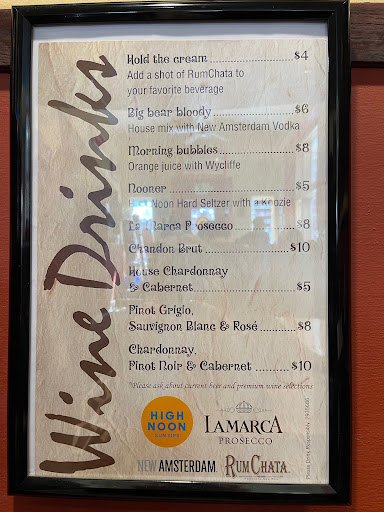 Wine Drinks
Hold the cream $4
Add a shot of RumChata to
your favorite beverage
Big bear bloody $6
House mix with New Amsterdam Vodka
Morning bubbles $8
Orange juice with Wycliffe
Nooner $5
High Noon Hard Seltzer with a Koozie
La Marca Prosecco $8
Chandon Brut $10
House Chardonnay
& Cabernet $5
Pinot Grigio,
Sauvignon Blanc & Rosé $8
Chardonnay,
Pinot Noir & Cabernet $10
*Please ask about current beer and premium wine selections
HIGH
NOON
SUN SIPS
LAMARCA
PROSECCO
NEW AMSTERDAM
RUMCHATA